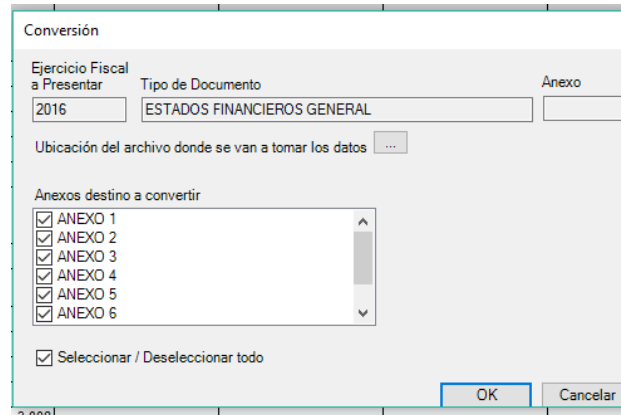 Conversión
Ejercicio Fiscal
a Presentar
Tipo de Documento
Anexo
2016
ESTADOS FINANCIEROS GENERAL
Ubicación del archivo donde se van a tomar los datos ...
Anexos destino a convertir
ANEXO 1
ANEXO 2
ANEXO 3
ANEXO 4
ANEXO 5
ANEXO 6
Seleccionar / Deseleccionar todo
OK
Cancelar